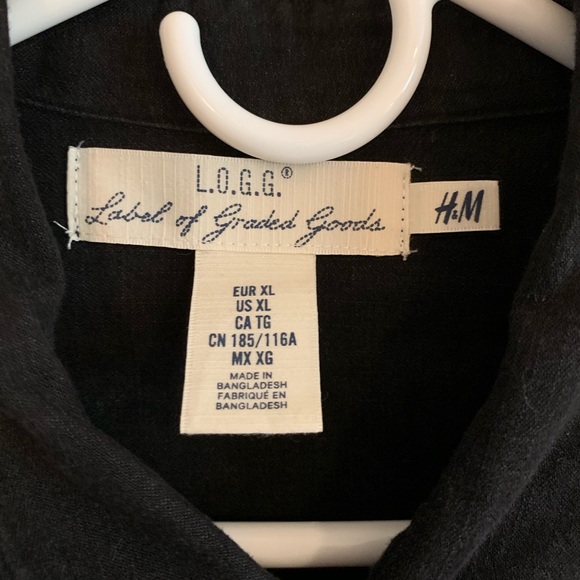 L.O.G.G.®
Label of Graded Goods
H&M
EUR XL
US XL
CA TG
CN 185/116A
MX XG
MADE IN
BANGLADESH
FABRIQUÉ EN
BANGLADESH